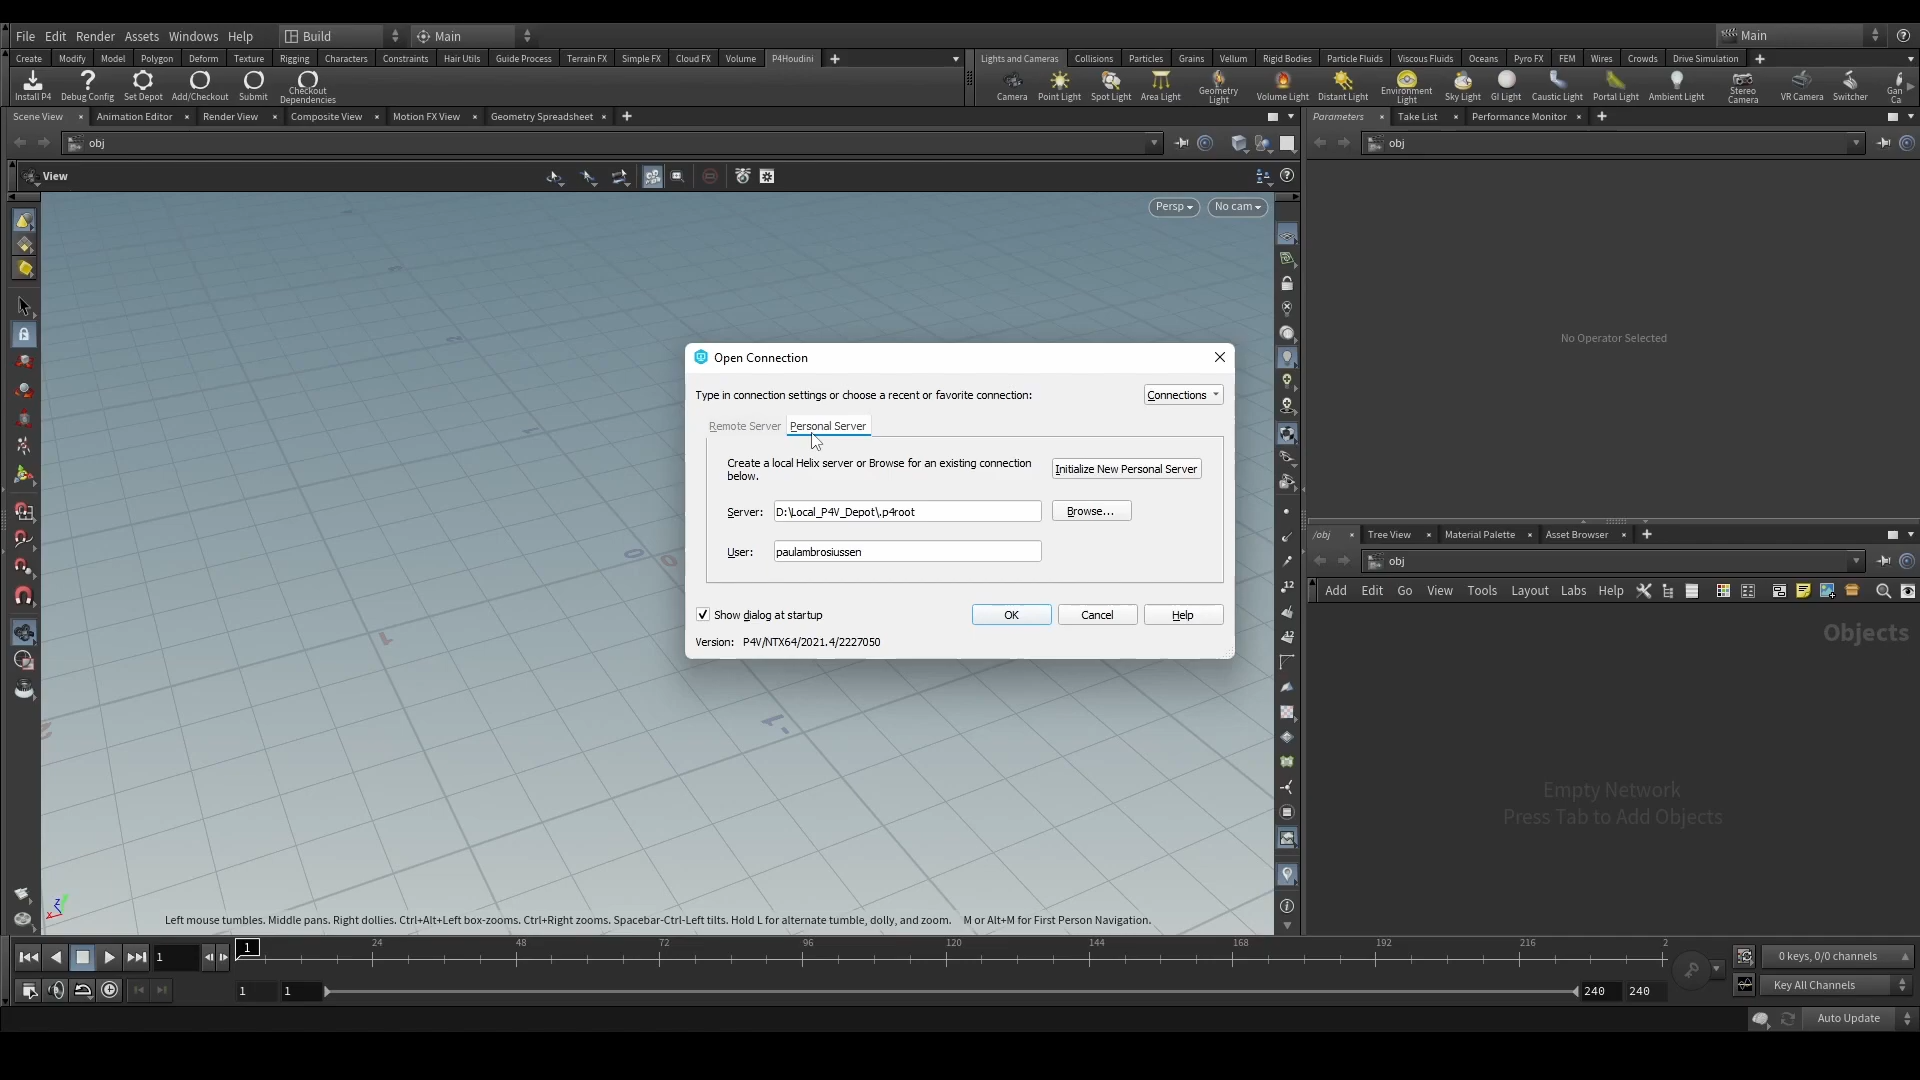 File Edit Render Assets Windows Help Build Main Main
Create Modify Model Polygon Deform Texture Rigging Characters Constraints Hair Utils Guide Process Terrain FX Simple FX Cloud FX Volume P4Houdini
Lights and Cameras Collisions Particles Grains Vellum Rigid Bodies Particle Fluids Viscous Fluids Oceans Pyro FX FEM Wires Crowds Drive Simulation
Install P4 Debug Config Set Depot Add/Checkout Submit Checkout
Dependencies
Camera Point Light Spot Light Area Light Geometry
Light Volume Light Distant Light Environment
Light Sky Light GI Light Caustic Light Portal Light Ambient Light Stereo
Camera VR Camera Switcher Gan
Ca
Scene View Animation Editor Render View Composite View Motion FX View Geometry Spreadsheet
Parameters Take List Performance Monitor
obj
obj
View
Persp No cam
No Operator Selected
Open Connection
Type in connection settings or choose a recent or favorite connection: Connections
Remote Server Personal Server
Create a local Helix server or Browse for an existing connection
below.
Initialize New Personal Server
Server: D:\Local_P4V_Depot\.p4root Browse...
User: paulambrosiussen
Show dialog at startup OK Cancel Help
Version: P4V/NTX64/2021.4/2227050
/obj Tree View Material Palette Asset Browser
obj
Add Edit Go View Tools Layout Labs Help
Objects
Empty Network
Press Tab to Add Objects
Left mouse tumbles. Middle pans. Right dollies. Ctrl+Alt+Left box-zooms. Ctrl+Right zooms. Spacebar-Ctrl-Left tilts. Hold L for alternate tumble, dolly, and zoom. M or Alt+M for First Person Navigation.
1 1 24 48 72 96 120 144 168 192 216 2
0 keys, 0/0 channels
1 1 240 240
Key All Channels
Auto Update